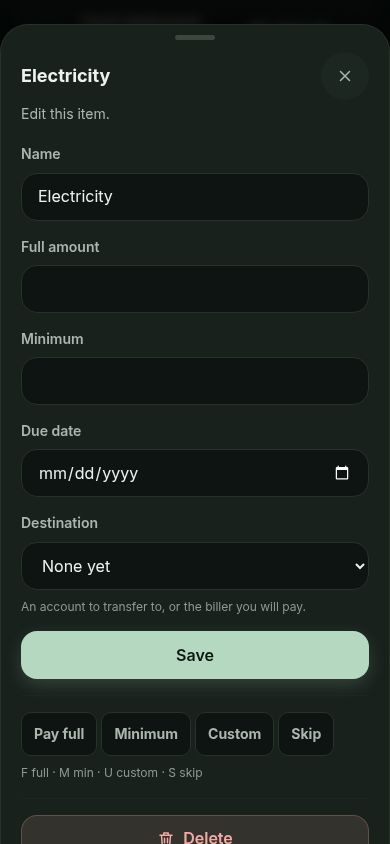 Electricity
Edit this item.
Name
Electricity
Full amount
Minimum
Due date
mm/dd/yyyy
Destination
None yet
An account to transfer to, or the biller you will pay.
Save
Pay full Minimum Custom Skip
F full · M min · U custom · S skip
Delete